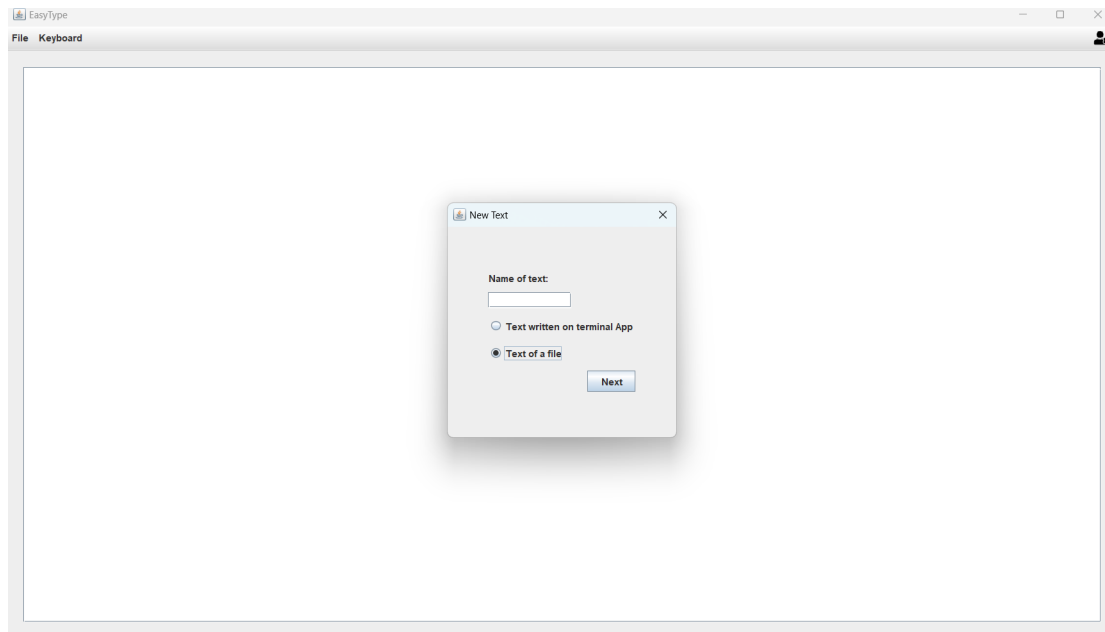 EasyType
File Keyboard
New Text
Name of text:
Text written on terminal App
Text of a file
Next